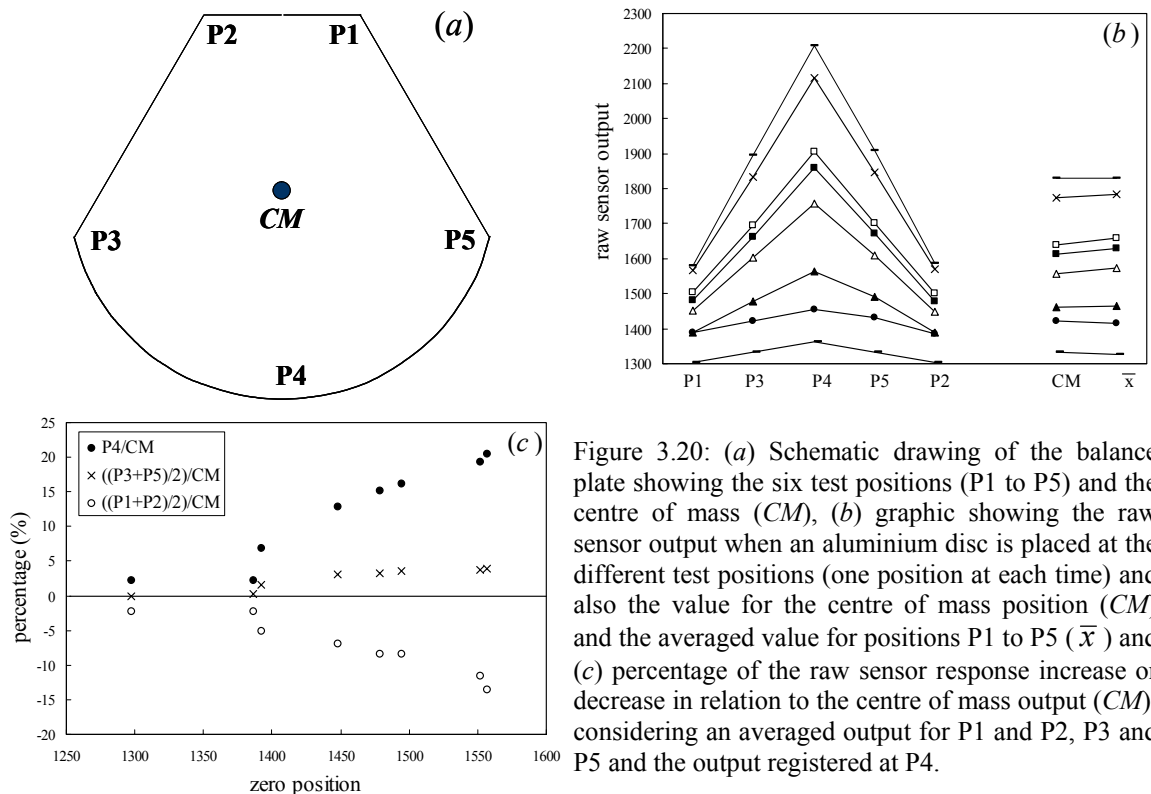 P2
P1
(a)
CM
P3
P5
P4
(b)
2300
2200
2100
2000
1900
1800
1700
1600
1500
1400
1300
raw sensor output
P1 P3 P4 P5 P2 CM x̅
(c)
P4/CM
((P3+P5)/2)/CM
((P1+P2)/2)/CM
25
20
15
10
5
0
-5
-10
-15
-20
percentage (%)
1250 1300 1350 1400 1450 1500 1550 1600
zero position
Figure 3.20: (a) Schematic drawing of the balance
plate showing the six test positions (P1 to P5) and the
centre of mass (CM), (b) graphic showing the raw
sensor output when an aluminium disc is placed at the
different test positions (one position at each time) and
also the value for the centre of mass position (CM
and the averaged value for positions P1 to P5 ( x̅ ) and
(c) percentage of the raw sensor response increase or
decrease in relation to the centre of mass output (CM)
considering an averaged output for P1 and P2, P3 and
P5 and the output registered at P4.